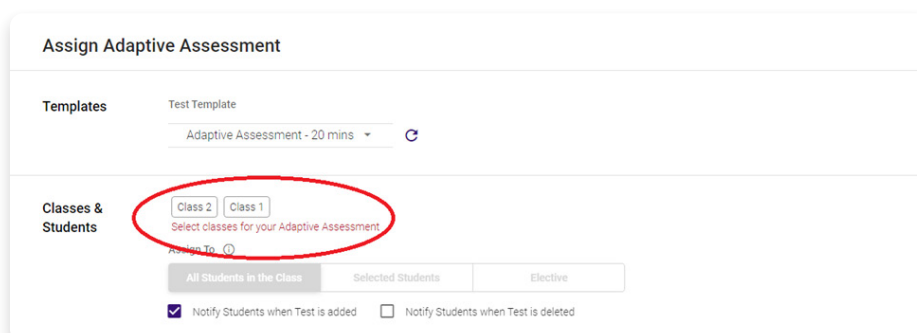 Assign Adaptive Assessment
Templates
Test Template
Adaptive Assessment - 20 mins
Classes & Students
Class 2 Class 1
Select classes for your Adaptive Assessment
Assign To
All Students in the Class Selected Students Elective
Notify Students when Test is added Notify Students when Test is deleted